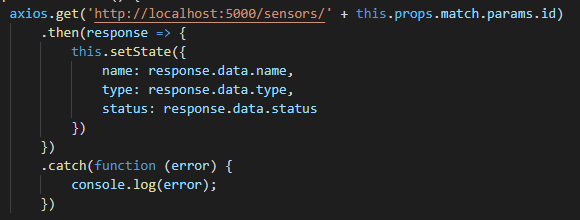 axios.get('http://localhost:5000/sensors/' + this.props.match.params.id)
    .then(response => {
        this.setState({
            name: response.data.name,
            type: response.data.type,
            status: response.data.status
        })
    })
    .catch(function (error) {
        console.log(error);
    })